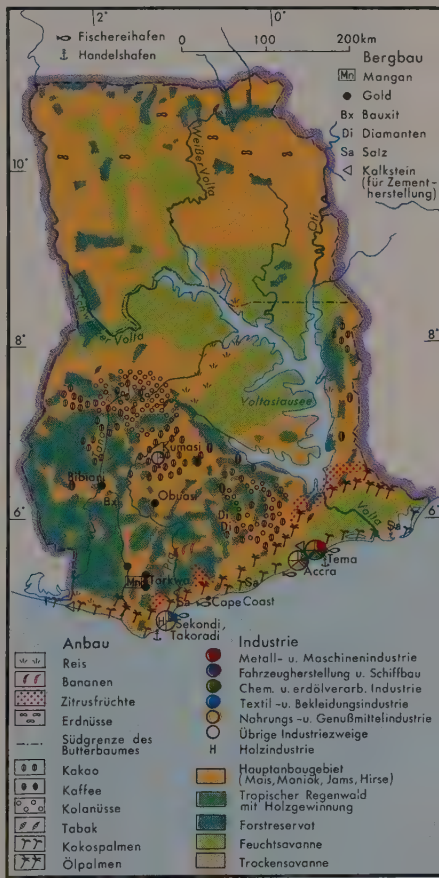 2° 0°
Fischereihafen
Handelshafen
0 100 200km
Bergbau
Mn Mangan
Gold
Bx Bauxit
Di Diamanten
Sa Salz
Kalkstein
(für Zement-
herstellung)
10°
Weißer Volta
Oti
8° 8°
Volta
Voltastausee
Kumasi
Bibiani
Bx
Obuasi
Di
Di
6° 6°
Volta
Sa
Tema
Accra
Mn Tarkwa
Sa
Sa Cape Coast
H Sekondi,
Takoradi
Anbau
Reis
Bananen
Zitrusfrüchte
Erdnüsse
Südgrenze des
Butterbaumes
Kakao
Kaffee
Kolanüsse
Tabak
Kokospalmen
Ölpalmen
Industrie
Metall- u. Maschinenindustrie
Fahrzeugherstellung u. Schiffbau
Chem. u. erdölverarb. Industrie
Textil- u. Bekleidungsindustrie
Nahrungs- u. Genußmittelindustrie
Übrige Industriezweige
H Holzindustrie
Hauptanbaugebiet
(Mais, Maniok, Jams, Hirse)
Tropischer Regenwald
mit Holzgewinnung
Forstreservat
Feuchtsavanne
Trockensavanne